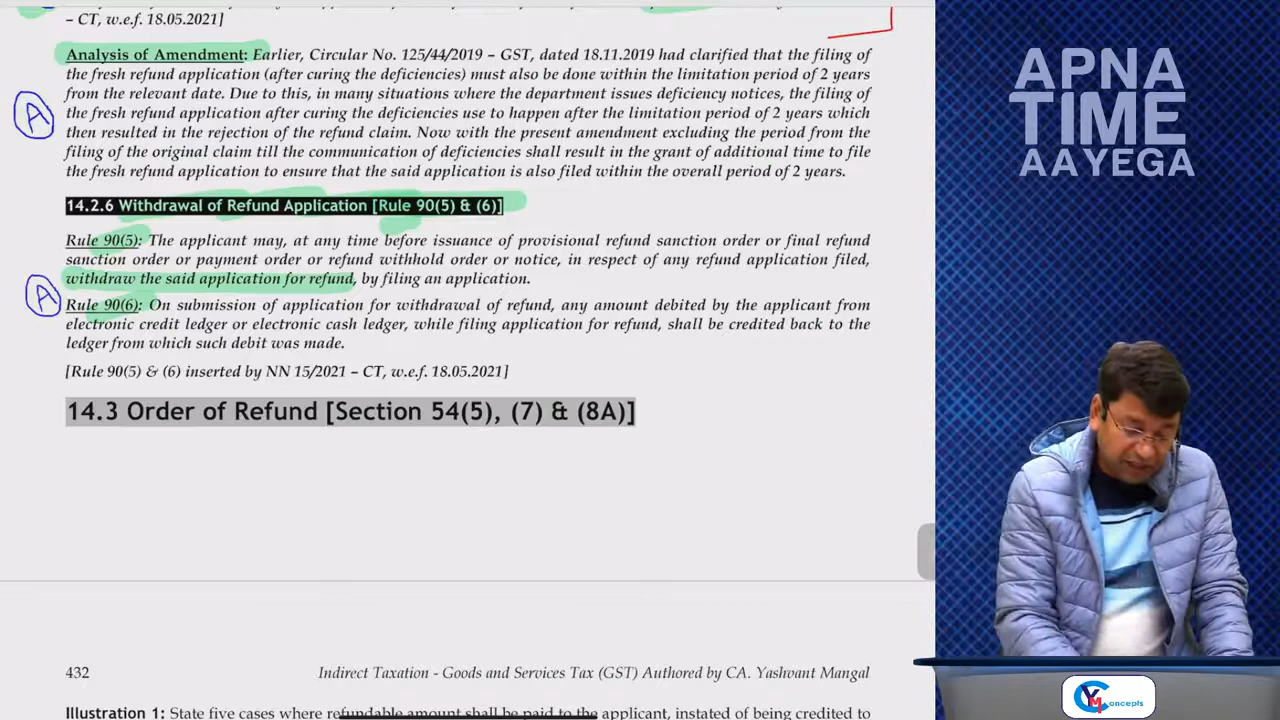 – CT, w.e.f. 18.05.2021]
Analysis of Amendment: Earlier, Circular No. 125/44/2019 – GST, dated 18.11.2019 had clarified that the filing of
the fresh refund application (after curing the deficiencies) must also be done within the limitation period of 2 years
from the relevant date. Due to this, in many situations where the department issues deficiency notices, the filing of
the fresh refund application after curing the deficiencies use to happen after the limitation period of 2 years which
then resulted in the rejection of the refund claim. Now with the present amendment excluding the period from the
filing of the original claim till the communication of deficiencies shall result in the grant of additional time to file
the fresh refund application to ensure that the said application is also filed within the overall period of 2 years.
A
14.2.6 Withdrawal of Refund Application [Rule 90(5) & (6)]
Rule 90(5): The applicant may, at any time before issuance of provisional refund sanction order or final refund
sanction order or payment order or refund withhold order or notice, in respect of any refund application filed,
withdraw the said application for refund, by filing an application.
A
Rule 90(6): On submission of application for withdrawal of refund, any amount debited by the applicant from
electronic credit ledger or electronic cash ledger, while filing application for refund, shall be credited back to the
ledger from which such debit was made.
[Rule 90(5) & (6) inserted by NN 15/2021 – CT, w.e.f. 18.05.2021]
14.3 Order of Refund [Section 54(5), (7) & (8A)]
432 Indirect Taxation - Goods and Services Tax (GST) Authored by CA. Yashvant Mangal
Illustration 1: State five cases where refundable amount shall be paid to the applicant, instated of being credited to
APNA
TIME
AAYEGA
YM Concepts